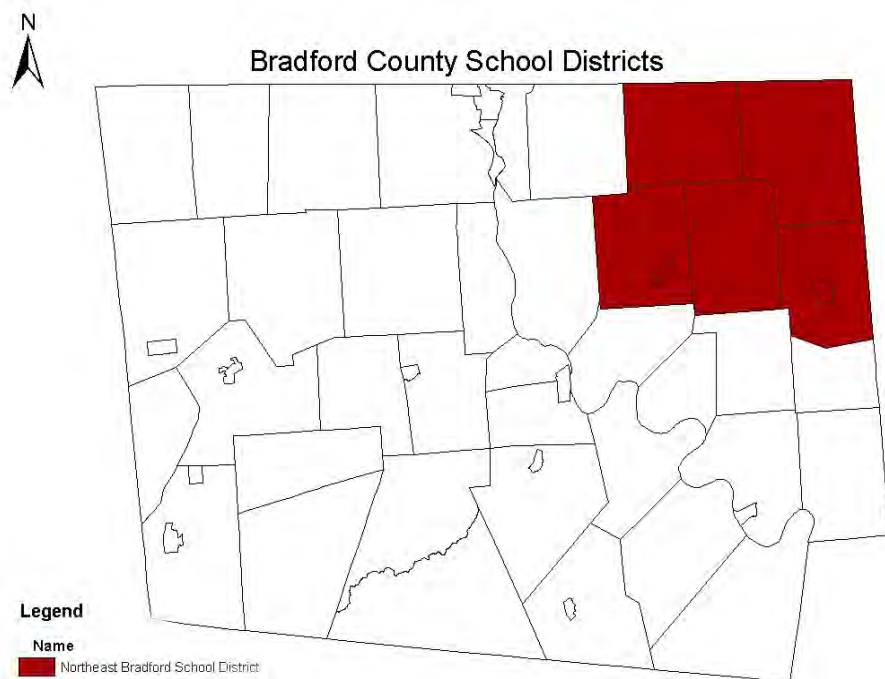 N
Bradford County School Districts
Legend
Name
Northeast Bradford School District